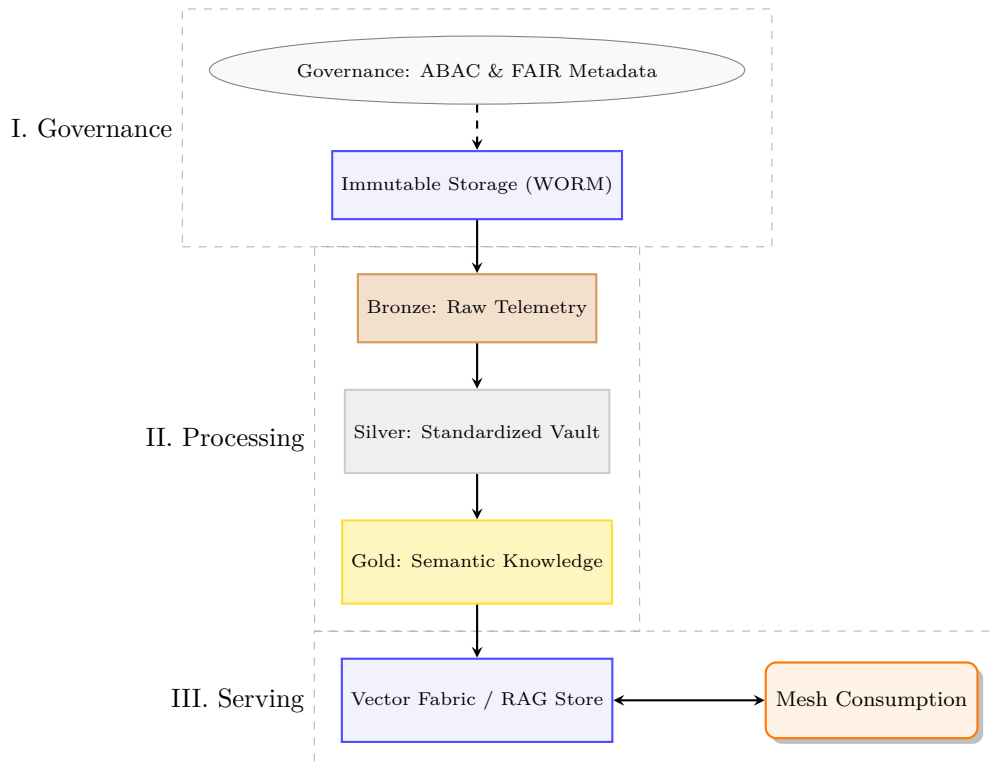 Governance: ABAC & FAIR Metadata
I. Governance
Immutable Storage (WORM)
Bronze: Raw Telemetry
Silver: Standardized Vault
II. Processing
Gold: Semantic Knowledge
III. Serving
Vector Fabric / RAG Store
Mesh Consumption